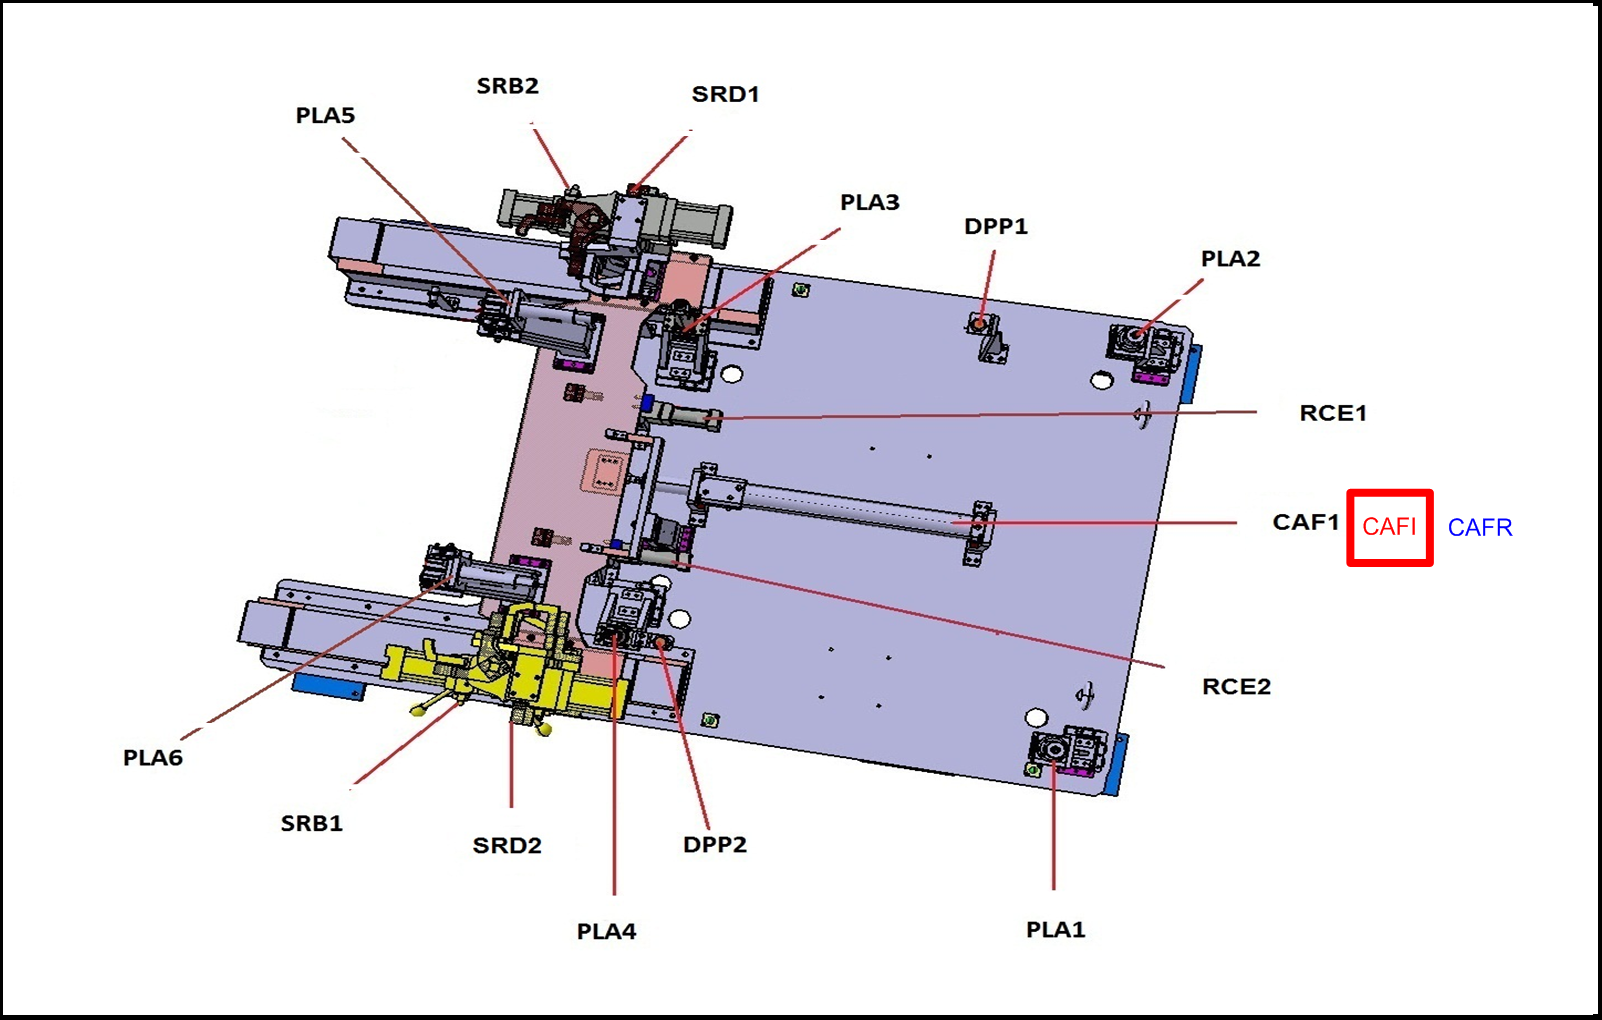 SRB2
SRD1
PLA5
PLA3
DPP1
PLA2
RCE1
CAF1 CAFI CAFR
RCE2
PLA6
SRB1
SRD2
DPP2
PLA4
PLA1